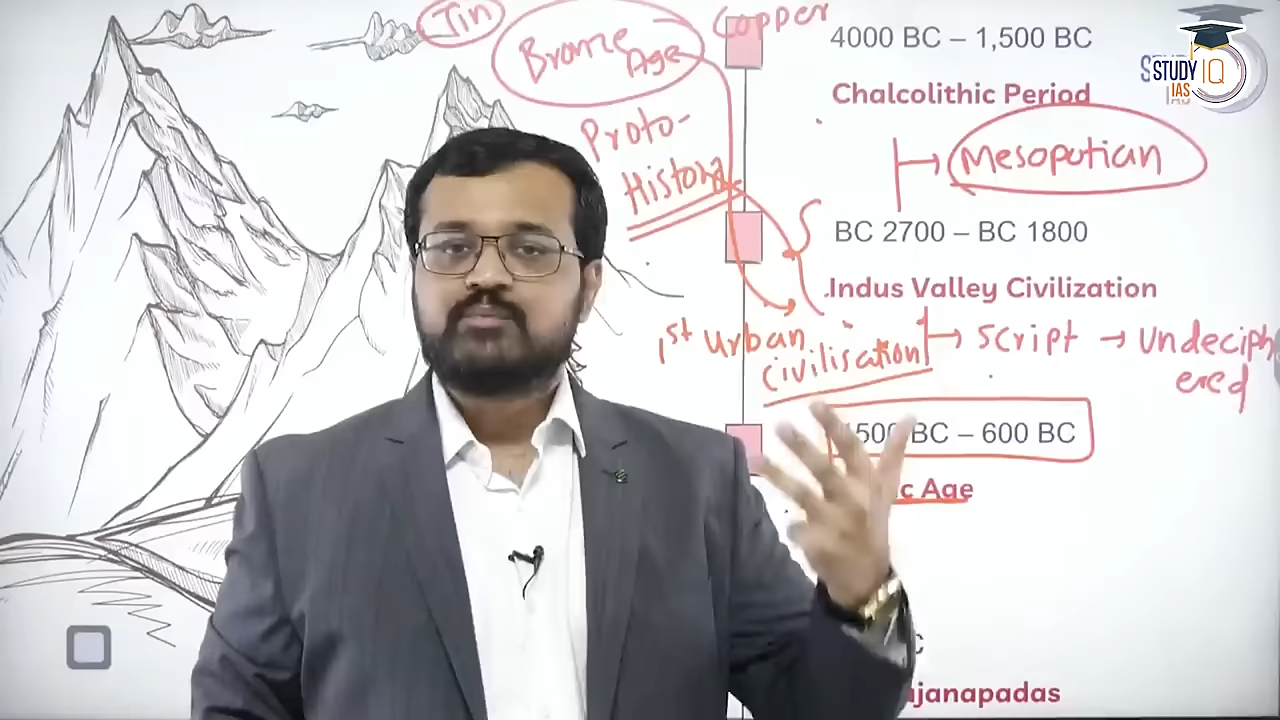 Tin
Bronze
Age
Copper
4000 BC – 1,500 BC
Chalcolithic Period
STUDY IQ
IAS
Proto-
History
Mesopotian
BC 2700 – BC 1800
Indus Valley Civilization
1st Urban
Civilisation
Script → Undeciph
ered
BC – 600 BC
Age